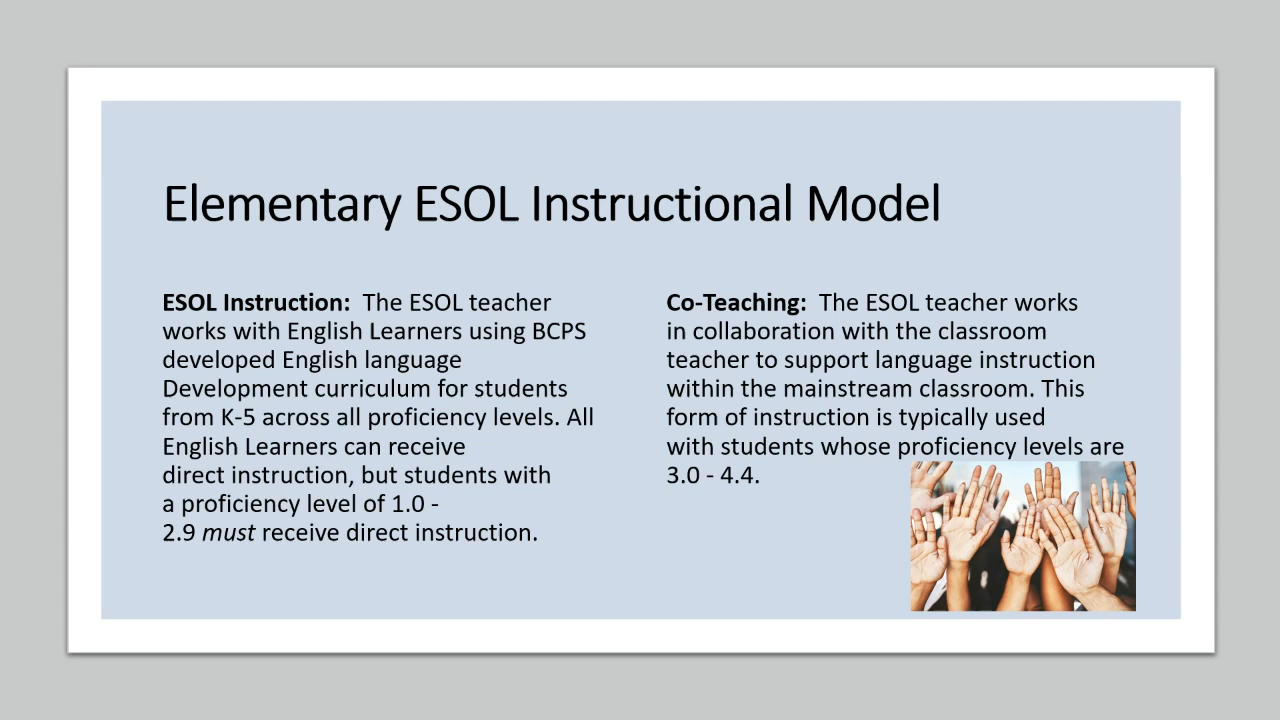 Elementary ESOL Instructional Model
ESOL Instruction:  The ESOL teacher
works with English Learners using BCPS
developed English language
Development curriculum for students
from K-5 across all proficiency levels. All
English Learners can receive
direct instruction, but students with
a proficiency level of 1.0 -
2.9 must receive direct instruction.
Co-Teaching:  The ESOL teacher works
in collaboration with the classroom
teacher to support language instruction
within the mainstream classroom. This
form of instruction is typically used
with students whose proficiency levels are
3.0 - 4.4.